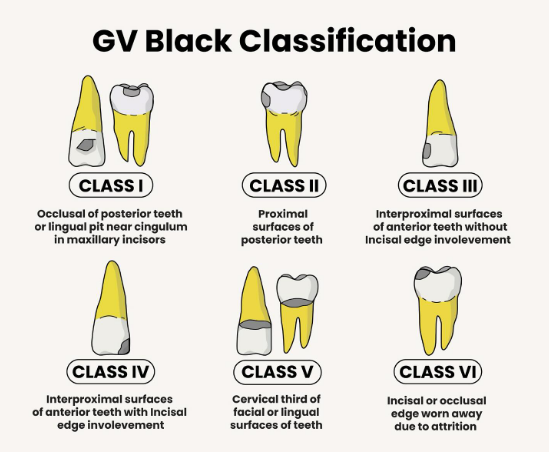 GV Black Classification
CLASS I
Occlusal of posterior teeth
or lingual pit near cingulum
in maxillary incisors
CLASS II
Proximal
surfaces of
posterior teeth
CLASS III
Interproximal surfaces
of anterior teeth without
Incisal edge involevement
CLASS IV
Interproximal surfaces
of anterior teeth with Incisal
edge involevement
CLASS V
Cervical third of
facial or lingual
surfaces of teeth
CLASS VI
Incisal or occlusal
edge worn away
due to attrition